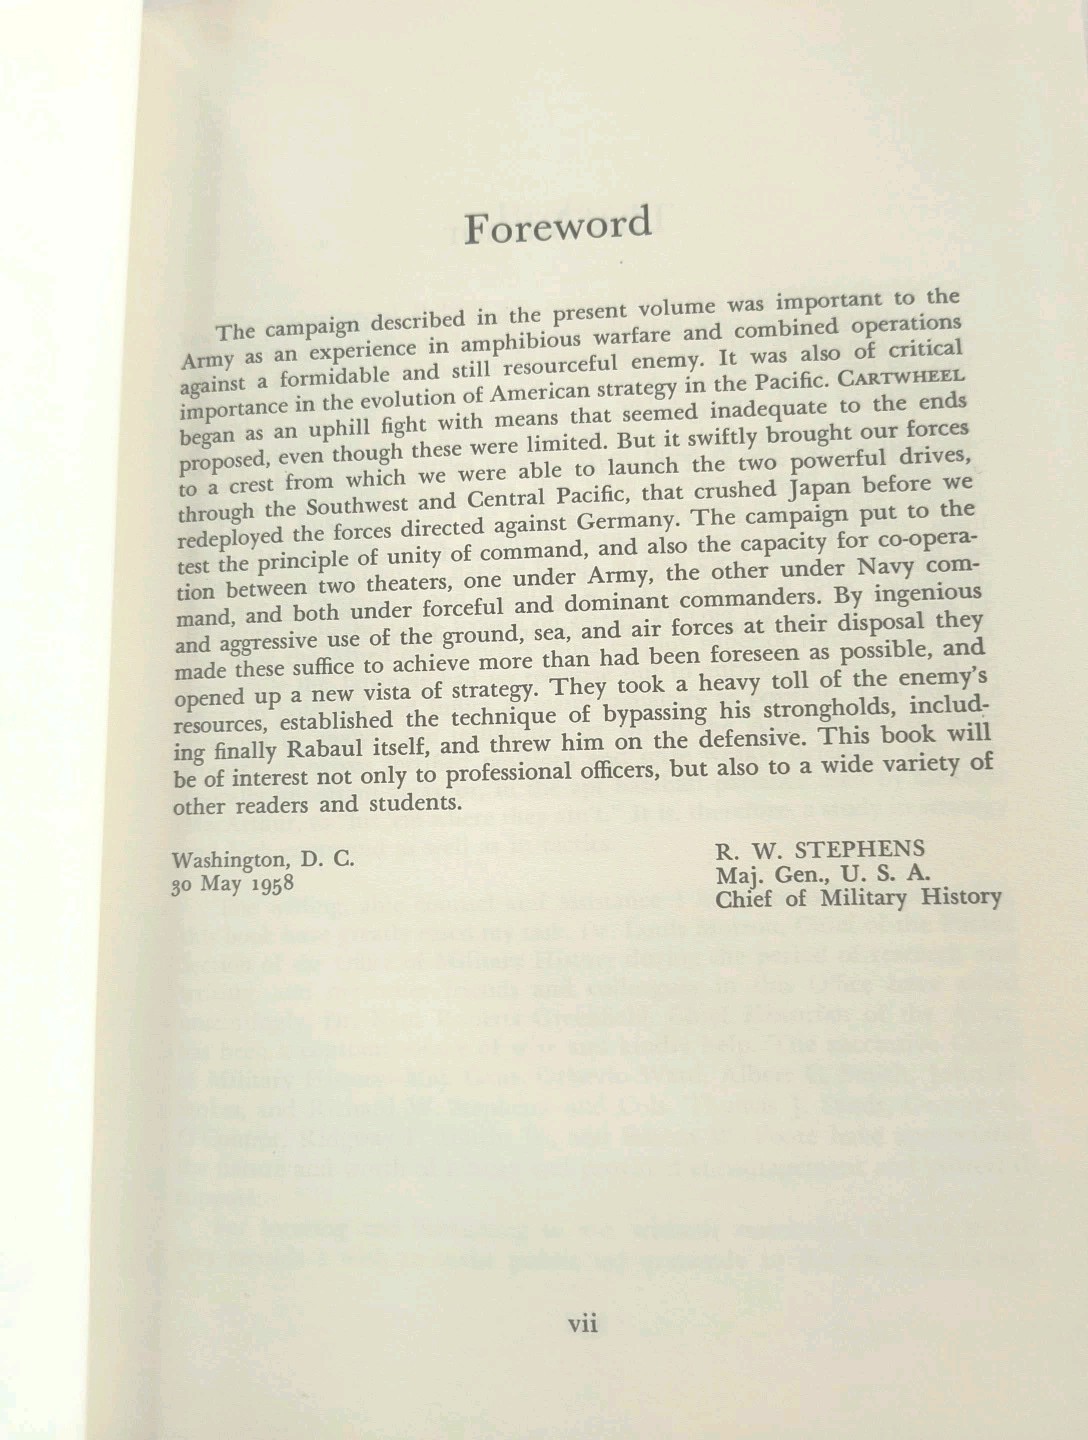 Foreword
The campaign described in the present volume was important to the
Army as an experience in amphibious warfare and combined operations
against a formidable and still resourceful enemy. It was also of critical
importance in the evolution of American strategy in the Pacific. CARTWHEEL
began as an uphill fight with means that seemed inadequate to the ends
proposed, even though these were limited. But it swiftly brought our forces
to a crest from which we were able to launch the two powerful drives,
through the Southwest and Central Pacific, that crushed Japan before we
redeployed the forces directed against Germany. The campaign put to the
test the principle of unity of command, and also the capacity for co-opera-
tion between two theaters, one under Army, the other under Navy com-
mand, and both under forceful and dominant commanders. By ingenious
and aggressive use of the ground, sea, and air forces at their disposal they
made these suffice to achieve more than had been foreseen as possible, and
opened up a new vista of strategy. They took a heavy toll of the enemy's
resources, established the technique of bypassing his strongholds, includ-
ing finally Rabaul itself, and threw him on the defensive. This book will
be of interest not only to professional officers, but also to a wide variety of
other readers and students.
Washington, D. C.
30 May 1958
R. W. STEPHENS
Maj. Gen., U. S. A.
Chief of Military History
vii